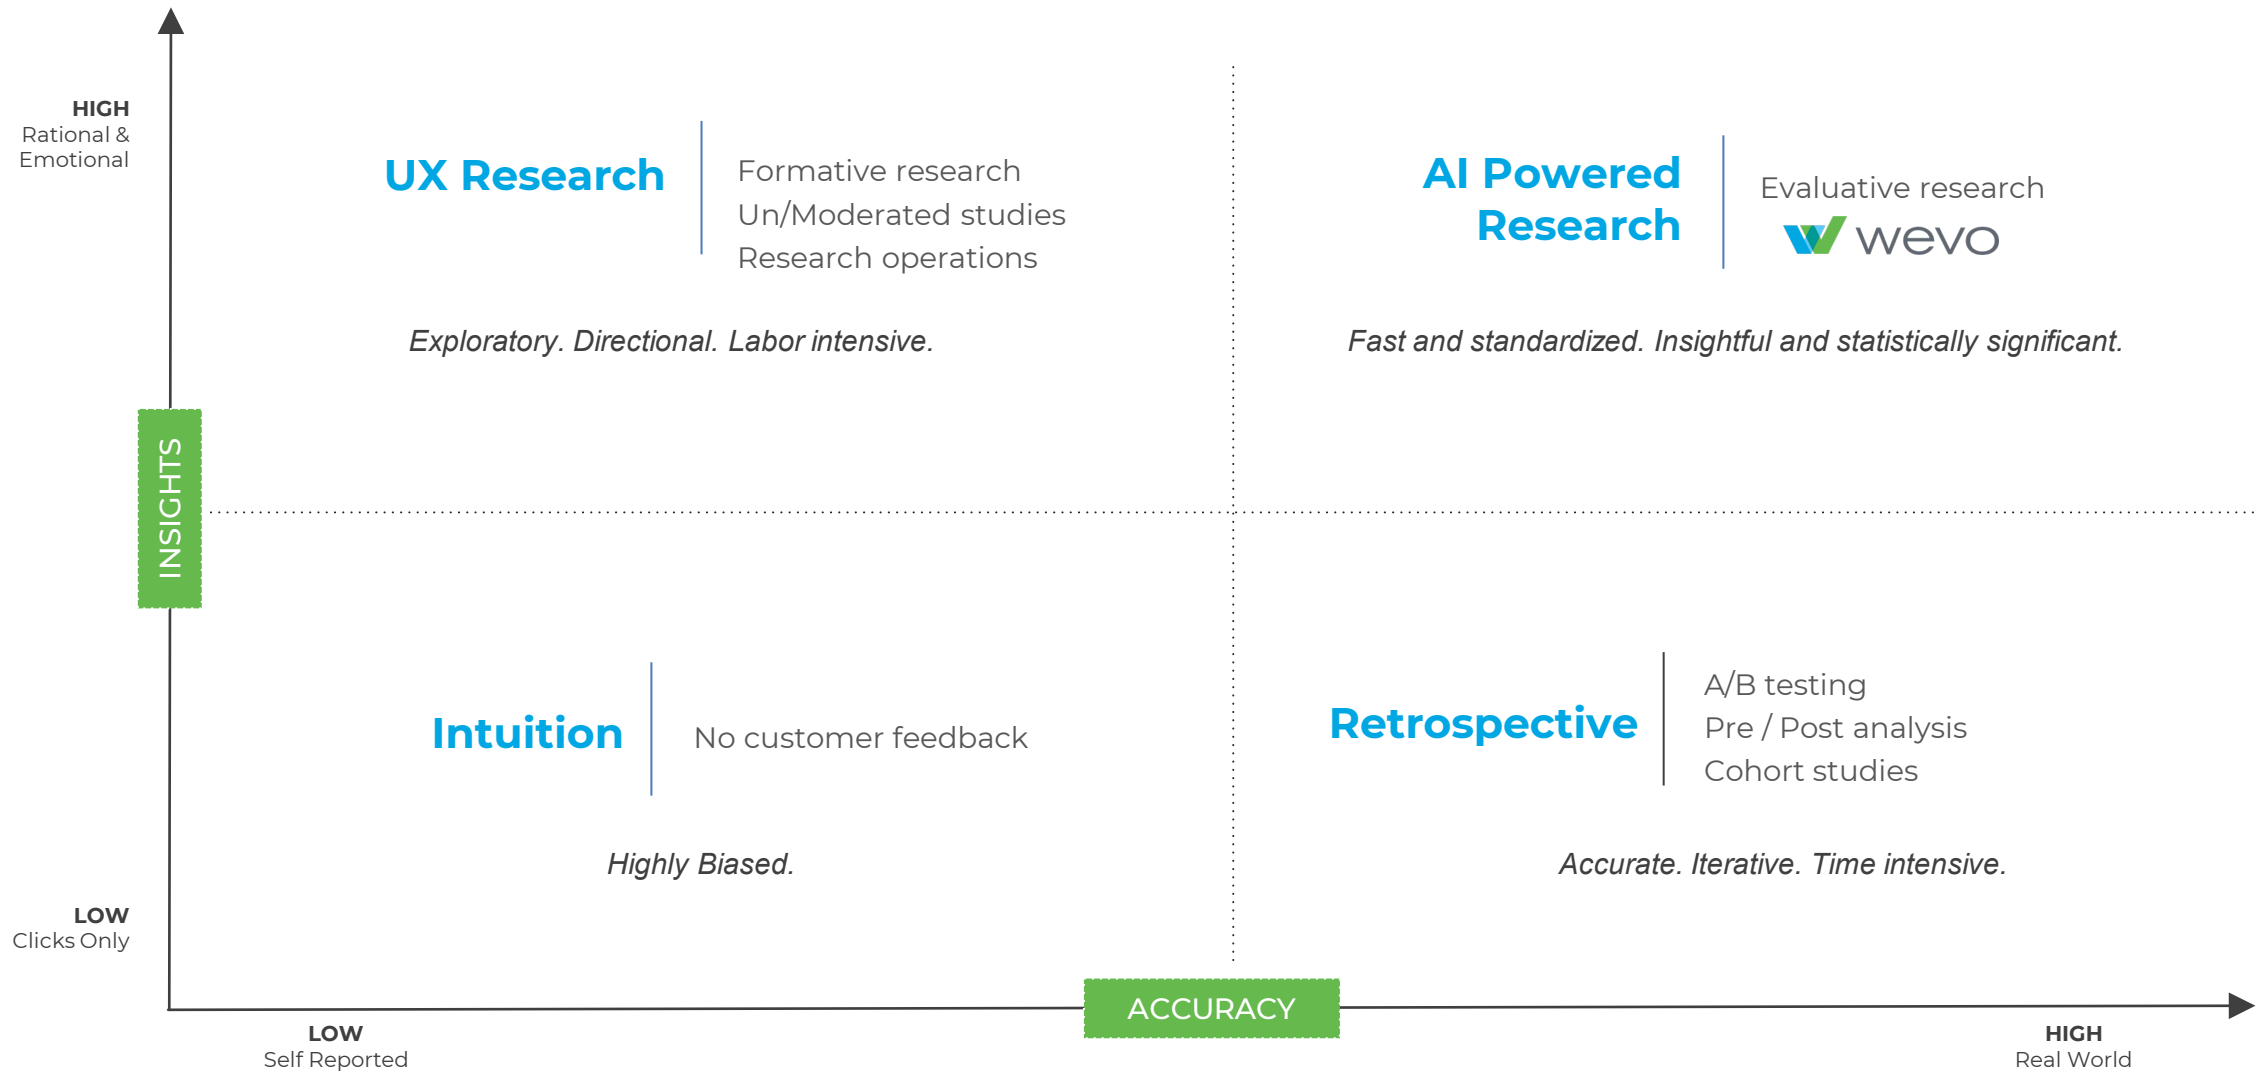 HIGH
Rational &
Emotional
UX Research
Formative research
Un/Moderated studies
Research operations
Exploratory. Directional. Labor intensive.
AI Powered
Research
Evaluative research
wevo
Fast and standardized. Insightful and statistically significant.
INSIGHTS
Intuition
No customer feedback
Highly Biased.
Retrospective
A/B testing
Pre / Post analysis
Cohort studies
Accurate. Iterative. Time intensive.
LOW
Clicks Only
ACCURACY
LOW
Self Reported
HIGH
Real World